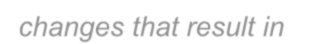 changes that result in